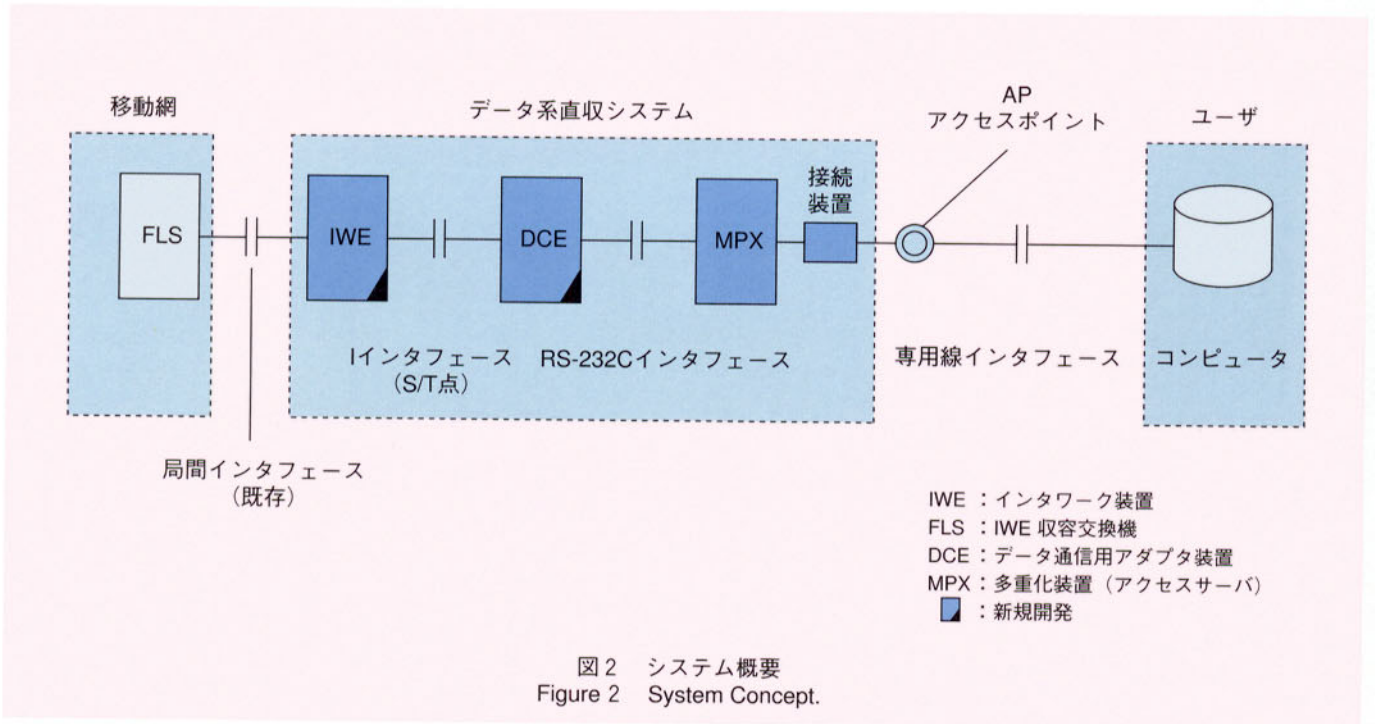 移動網
データ系直収システム
AP
アクセスポイント
ユーザ
接続
装置
FLS
IWE
DCE
MPX
Iインタフェース
(S/T点)
RS-232Cインタフェース
専用線インタフェース
コンピュータ
局間インタフェース
(既存)
IWE :インタワーク装置
FLS :IWE 収容交換機
DCE:データ通信用アダプタ装置
MPX:多重化装置(アクセスサーバ)
:新規開発
図2 システム概要
Figure 2 System Concept.